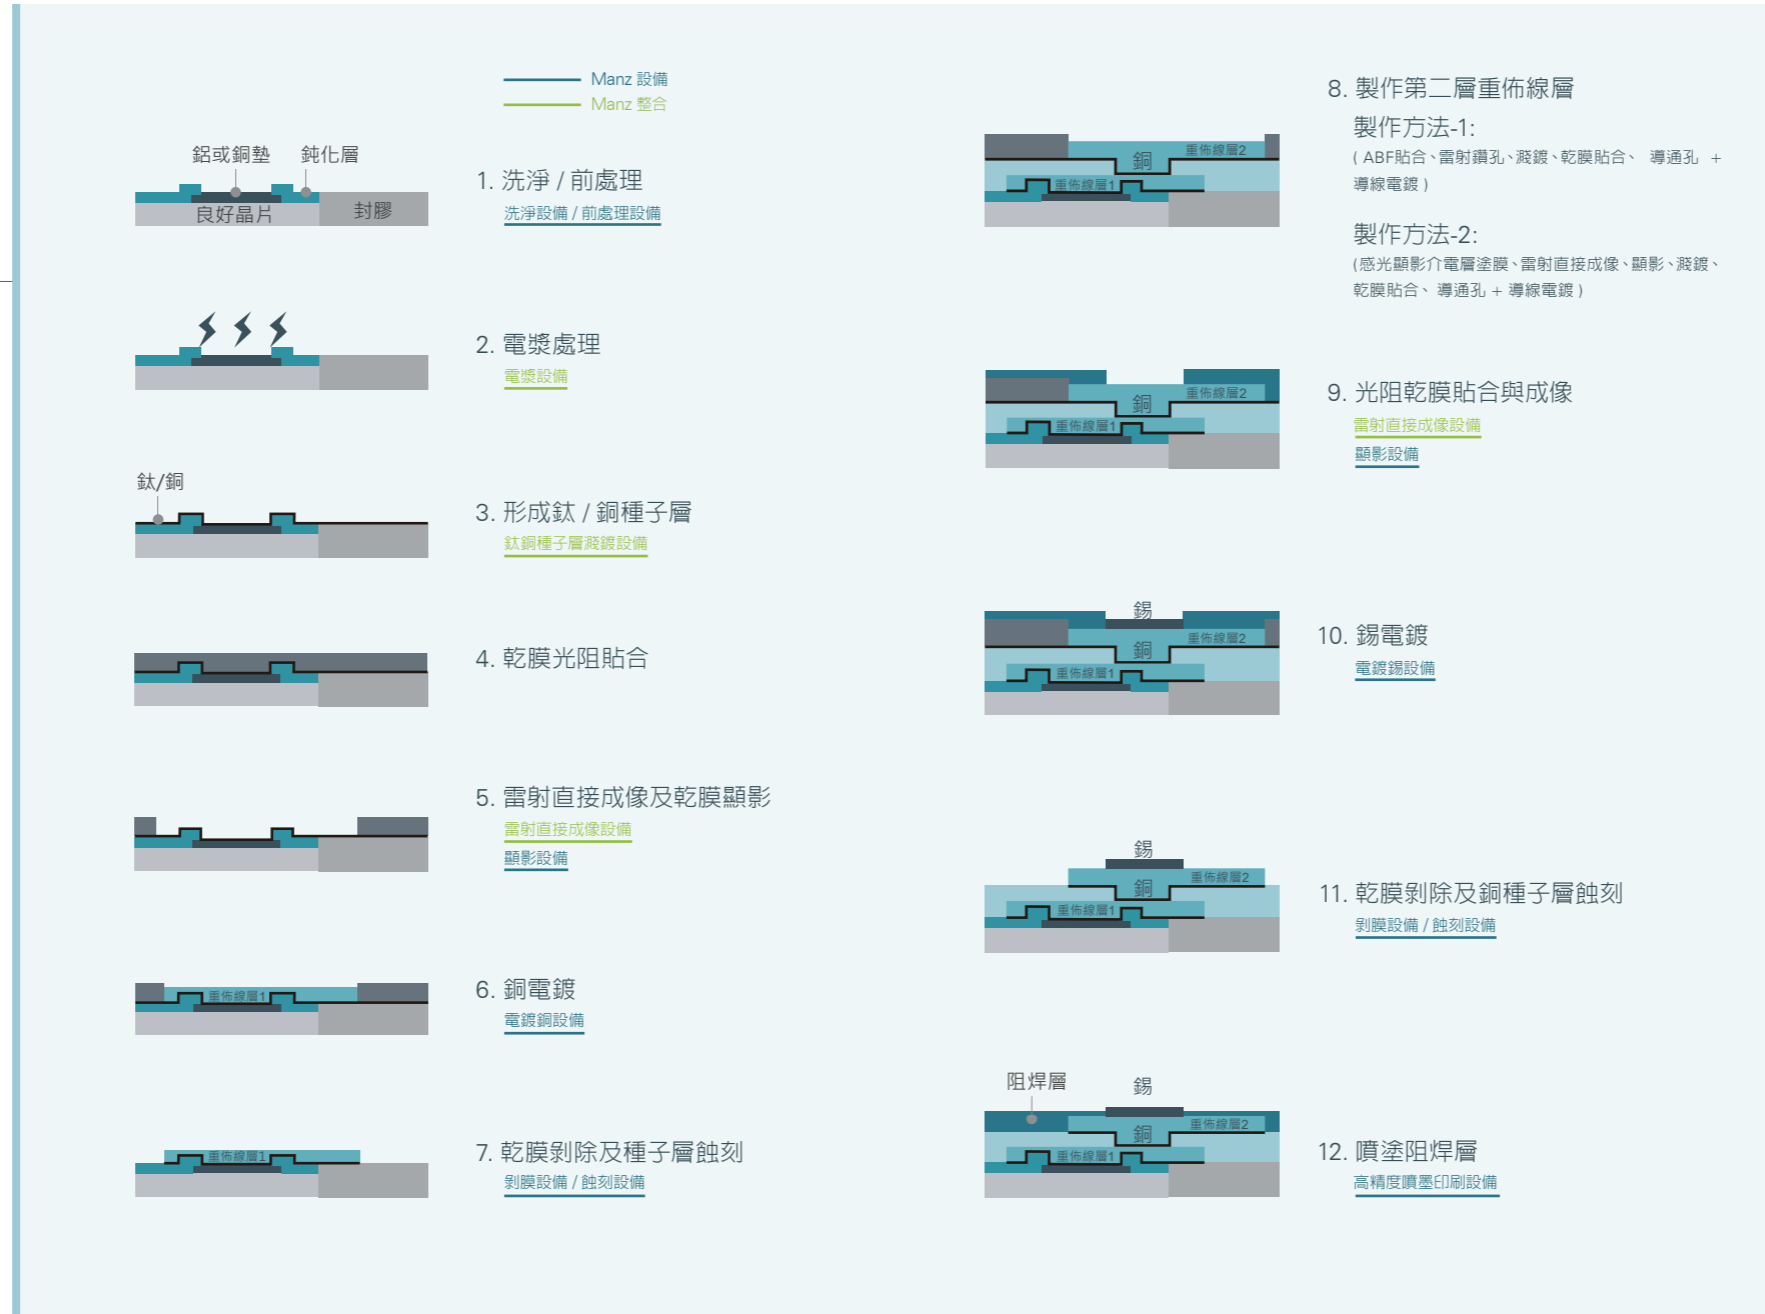 Manz 設備
Manz 整合
鋁或銅墊
鈍化層
良好晶片
封膠
1. 洗淨 / 前處理
洗淨設備 / 前處理設備
2. 電漿處理
電漿設備
鈦/銅
3. 形成鈦 / 銅種子層
鈦銅種子層濺鍍設備
4. 乾膜光阻貼合
5. 雷射直接成像及乾膜顯影
雷射直接成像設備
顯影設備
重佈線層1
6. 銅電鍍
電鍍銅設備
重佈線層1
7. 乾膜剝除及種子層蝕刻
剝膜設備 / 蝕刻設備
銅
重佈線層2
重佈線層1
8. 製作第二層重佈線層
製作方法-1:
( ABF貼合、雷射鑽孔、濺鍍、乾膜貼合、 導通孔 +
導線電鍍 )
製作方法-2:
(感光顯影介電層塗膜、雷射直接成像、顯影、濺鍍、
乾膜貼合、 導通孔 + 導線電鍍 )
銅
重佈線層2
重佈線層1
9. 光阻乾膜貼合與成像
雷射直接成像設備
顯影設備
錫
銅
重佈線層2
重佈線層1
10. 錫電鍍
電鍍錫設備
錫
銅
重佈線層2
重佈線層1
11. 乾膜剝除及銅種子層蝕刻
剝膜設備 / 蝕刻設備
阻焊層
錫
銅
重佈線層2
重佈線層1
12. 噴塗阻焊層
高精度噴墨印刷設備